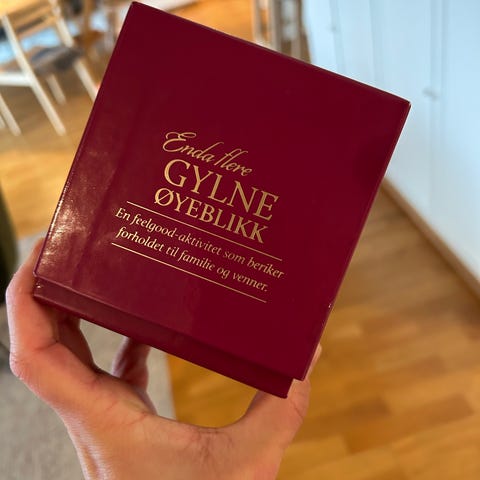 Enda flere
GYLNE
ØYEBLIKK
En feelgood-aktivitet som beriker
forholdet til familie og venner.